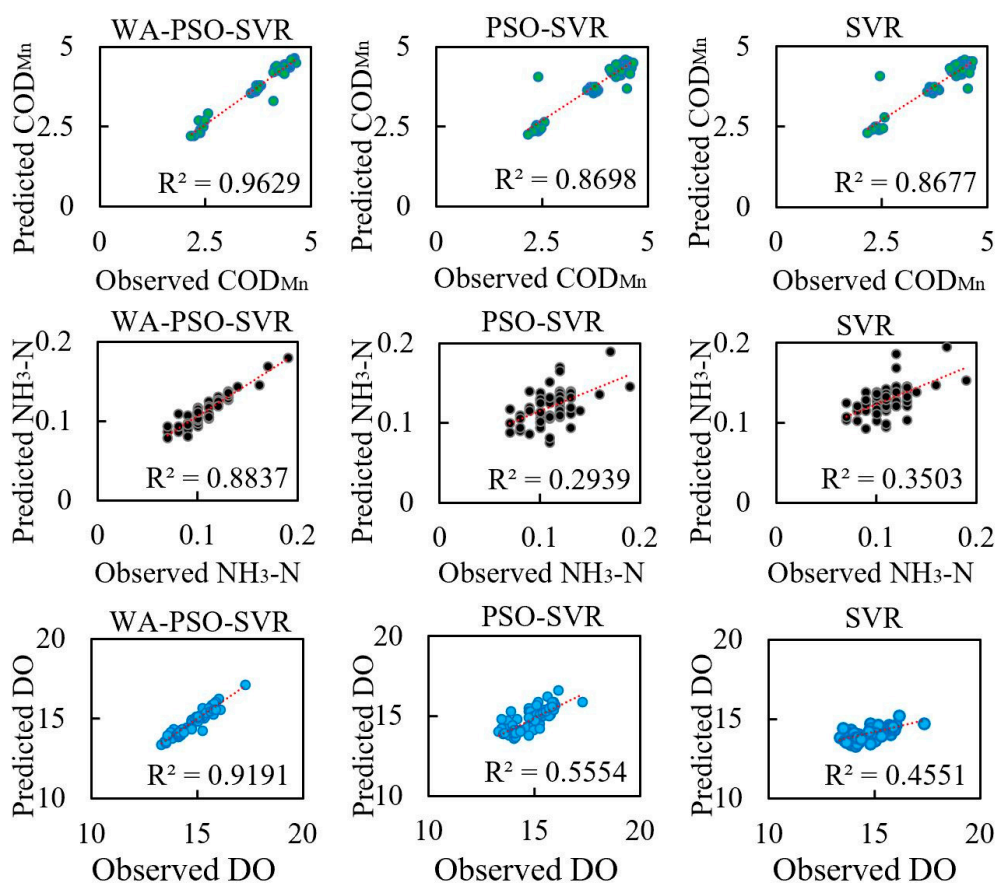 WA-PSO-SVR
PSO-SVR
SVR
Predicted CODMn
5
2.5
0
R² = 0.9629
0
2.5
5
Observed CODMn
Predicted CODMn
5
2.5
0
R² = 0.8698
0
2.5
5
Observed CODMn
Predicted CODMn
5
2.5
0
R² = 0.8677
0
2.5
5
Observed CODMn
WA-PSO-SVR
PSO-SVR
SVR
Predicted NH3-N
0.2
0.1
0
R² = 0.8837
0
0.1
0.2
Observed NH3-N
Predicted NH3-N
0.2
0.1
0
R² = 0.2939
0
0.1
0.2
Observed NH3-N
Predicted NH3-N
0.2
0.1
0
R² = 0.3503
0
0.1
0.2
Observed NH3-N
WA-PSO-SVR
PSO-SVR
SVR
Predicted DO
20
15
10
R² = 0.9191
10
15
20
Observed DO
Predicted DO
20
15
10
R² = 0.5554
10
15
20
Observed DO
Predicted DO
20
15
10
R² = 0.4551
10
15
20
Observed DO